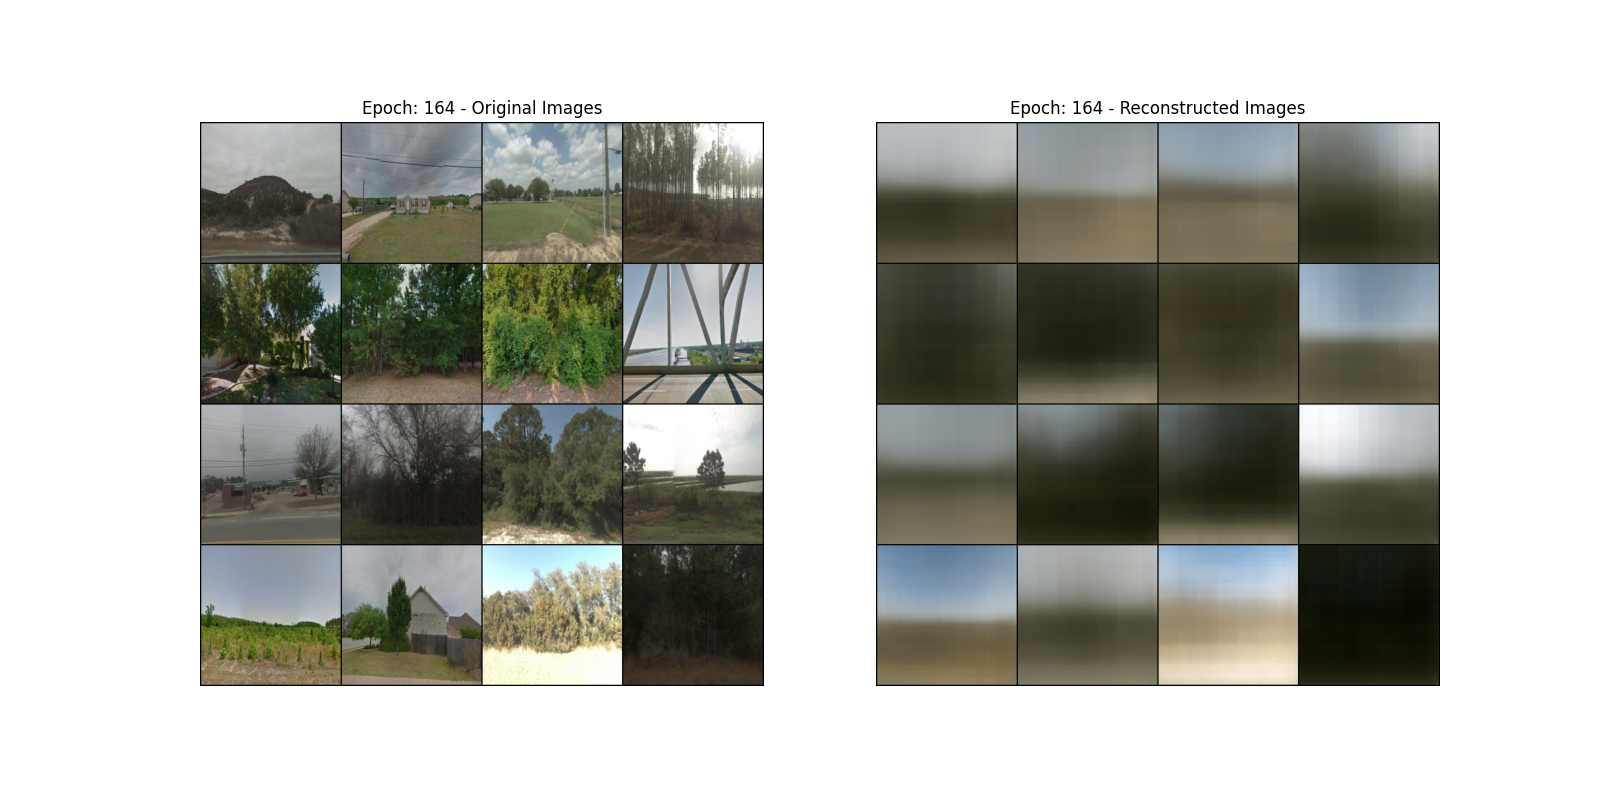 Epoch: 164 - Original Images
Epoch: 164 - Reconstructed Images